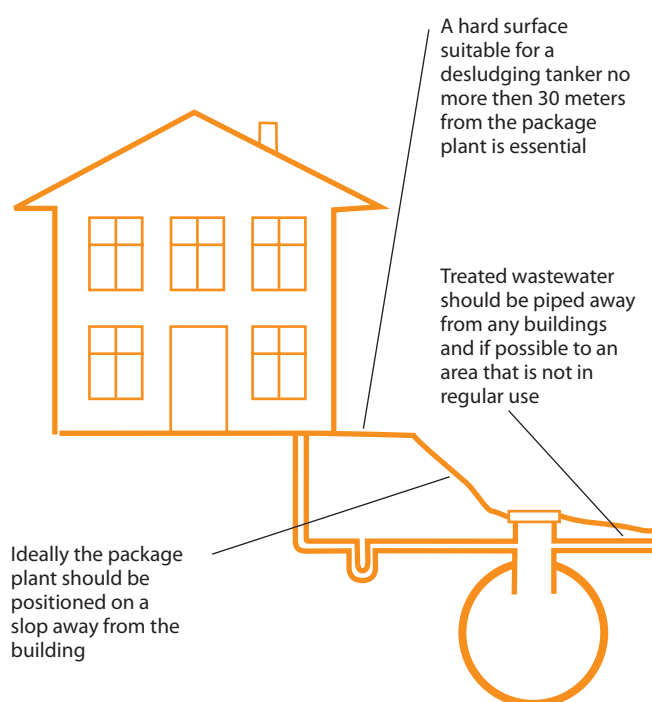 A hard surface
suitable for a
desludging tanker no
more then 30 meters
from the package
plant is essential
Treated wastewater
should be piped away
from any buildings
and if possible to an
area that is not in
regular use
Ideally the package
plant should be
positioned on a
slop away from the
building